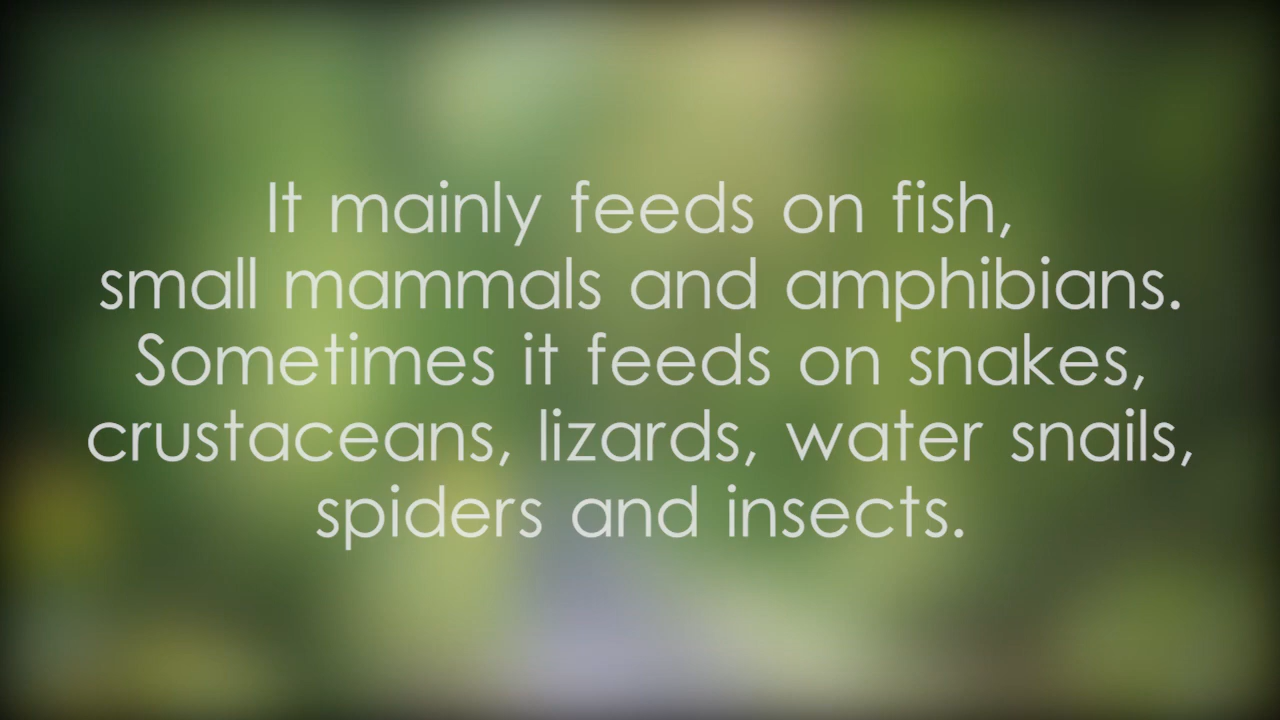 It mainly feeds on fish,
small mammals and amphibians.
Sometimes it feeds on snakes,
crustaceans, lizards, water snails,
spiders and insects.